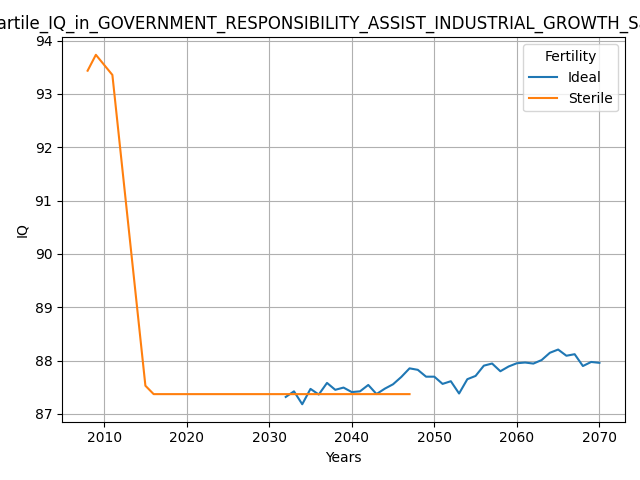 artile_IQ_in_GOVERNMENT_RESPONSIBILITY_ASSIST_INDUSTRIAL_GROWTH_S
94
93
92
91
90
89
88
87
IQ
2010 2020 2030 2040 2050 2060 2070
Years
Fertility
Ideal
Sterile